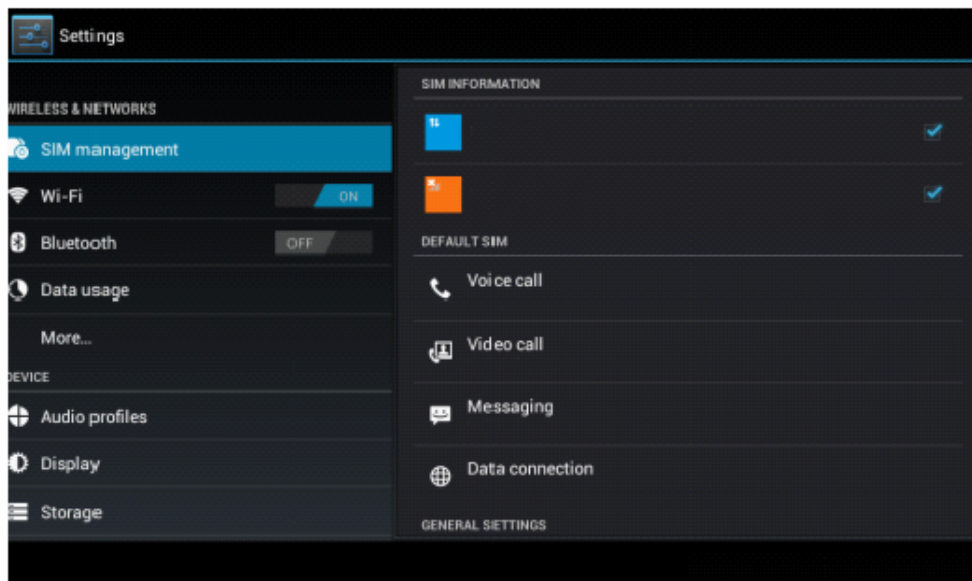 Settings
WIRELESS & NETWORKS
SIM management
Wi-Fi ON
Bluetooth OFF
Data usage
More...
DEVICE
Audio profiles
Display
Storage
SIM INFORMATION
DEFAULT SIM
Voice call
Video call
Messaging
Data connection
GENERAL SETTINGS